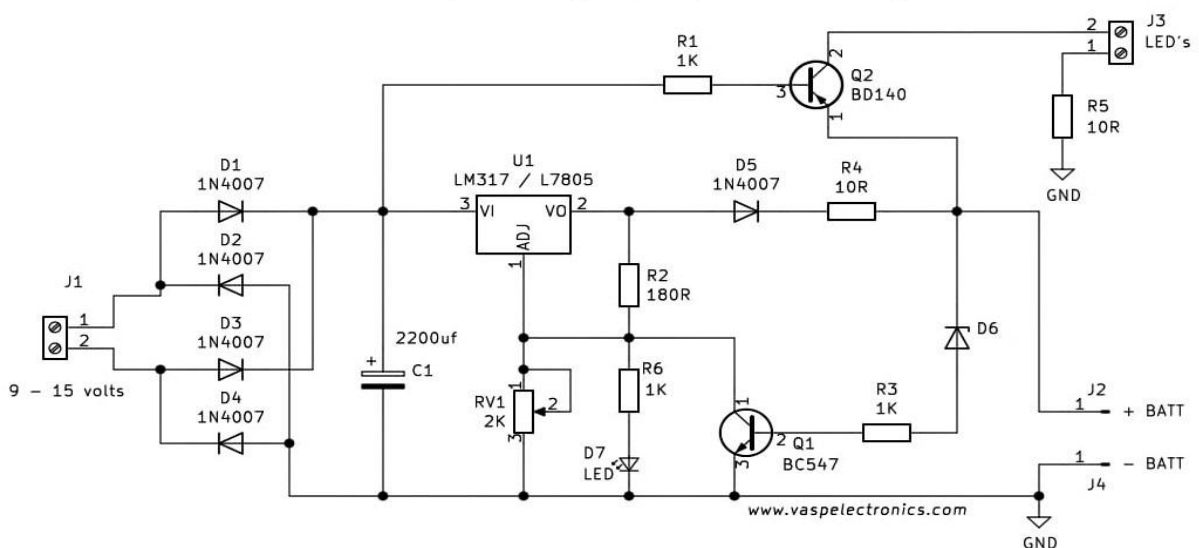 J3
LED's
2
1
R1
1K
2
3
1
Q2
BD140
R5
10R
GND
D1
1N4007
U1
LM317 / L7805
3
VI
VO
2
ADJ
1
D5
1N4007
R4
10R
D2
1N4007
J1
1
2
9 – 15 volts
D3
1N4007
D4
1N4007
2200uf
+
C1
R2
180R
D6
RV1
2K
1
2
3
R6
1K
D7
LED
1
2
3
Q1
BC547
R3
1K
J2
1
+ BATT
1
– BATT
J4
GND
www.vaspelectronics.com